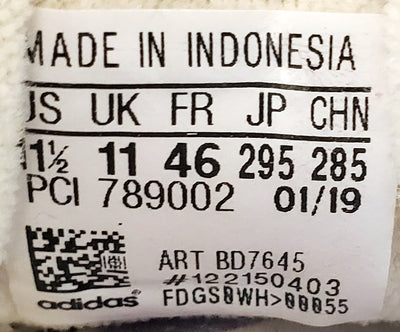 MADE IN INDONESIA
US UK FR JP CHN
11½ 11 46 295 285
PCI 789002 01/19
ART BD7645
#122150403
adidas FDGS0WH>00055